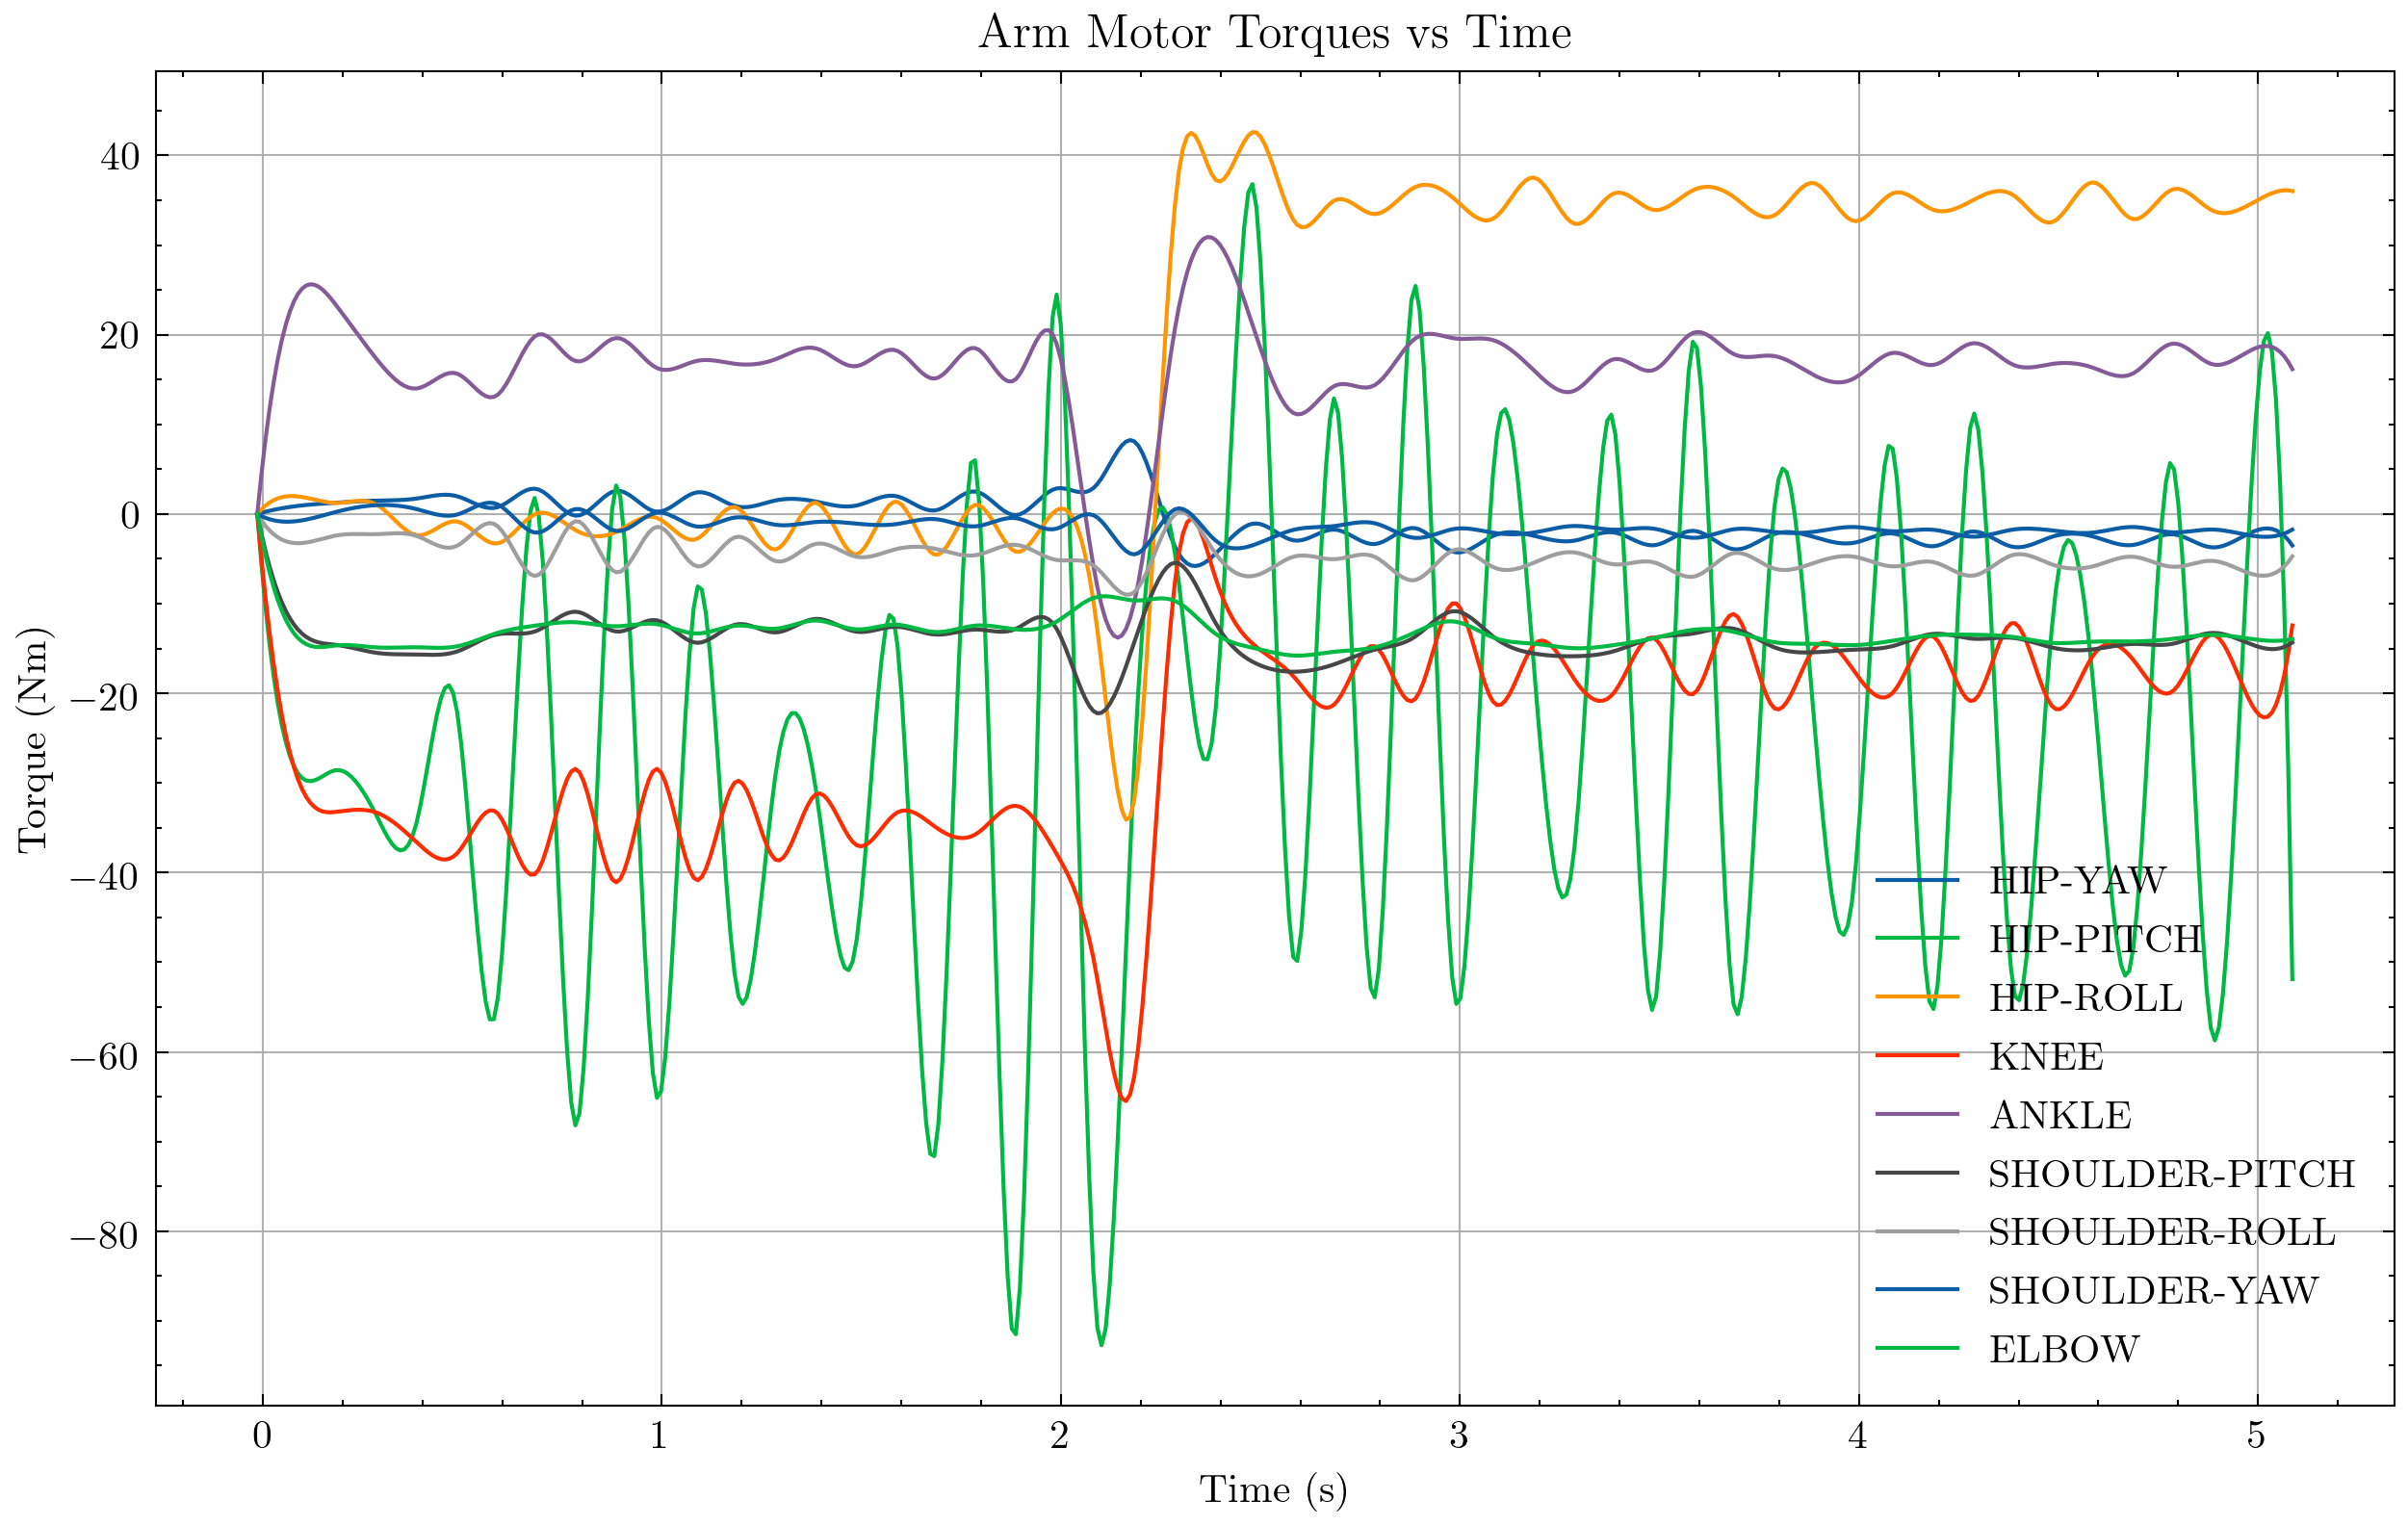 Arm Motor Torques vs Time
Torque (Nm)
40
20
0
−20
−40
−60
−80
HIP-YAW
HIP-PITCH
HIP-ROLL
KNEE
ANKLE
SHOULDER-PITCH
SHOULDER-ROLL
SHOULDER-YAW
ELBOW
0 1 2 3 4 5
Time (s)